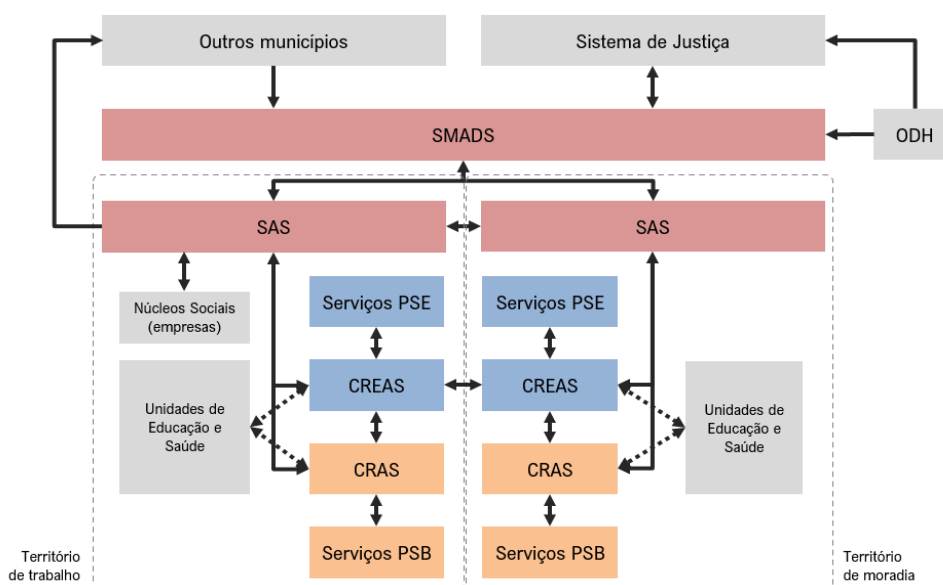 Outros municípios
Sistema de Justiça
SMADS
ODH
SAS
SAS
Núcleos Sociais
(empresas)
Serviços PSE
Serviços PSE
Unidades de
Educação e
Saúde
CREAS
CREAS
Unidades de
Educação e
Saúde
CRAS
CRAS
Serviços PSB
Serviços PSB
Território
de trabalho
Território
de moradia